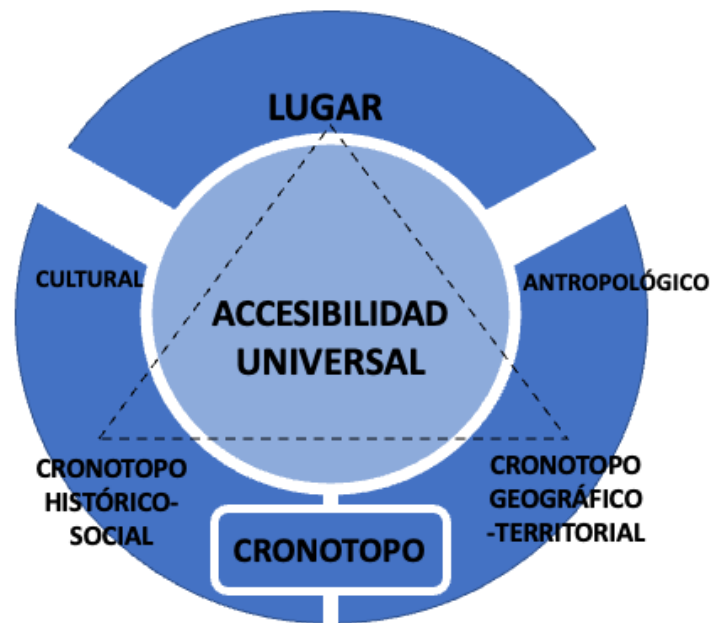 LUGAR
CULTURAL
ANTROPOLÓGICO
ACCESIBILIDAD
UNIVERSAL
CRONOTOPO
HISTÓRICO-
SOCIAL
CRONOTOPO
GEOGRÁFICO
-TERRITORIAL
CRONOTOPO